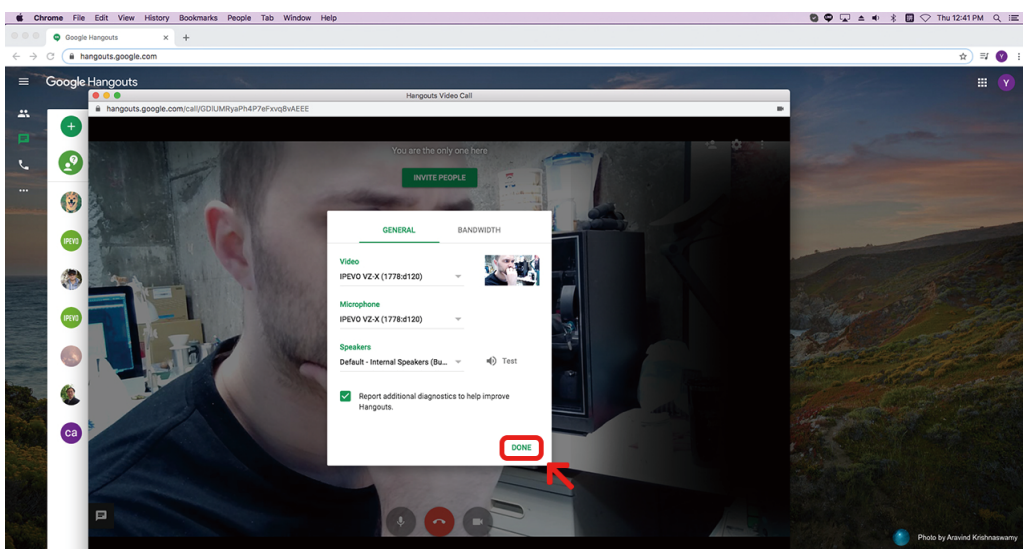 Chrome File Edit View History Bookmarks People Tab Window Help
Thu 12:41 PM
Google Hangouts
hangouts.google.com
Y
Google Hangouts
Y
Hangouts Video Call
hangouts.google.com/call/GDlUMRyaPh4P7eFxvq8vAEEE
You are the only one here
INVITE PEOPLE
GENERAL BANDWIDTH
Video
IPEVO VZ-X (1778:d120)
Microphone
IPEVO VZ-X (1778:d120)
Speakers
Default - Internal Speakers (Bu... Test
Report additional diagnostics to help improve
Hangouts.
DONE
IPEVO
IPEVO
ca
Photo by Aravind Krishnaswamy